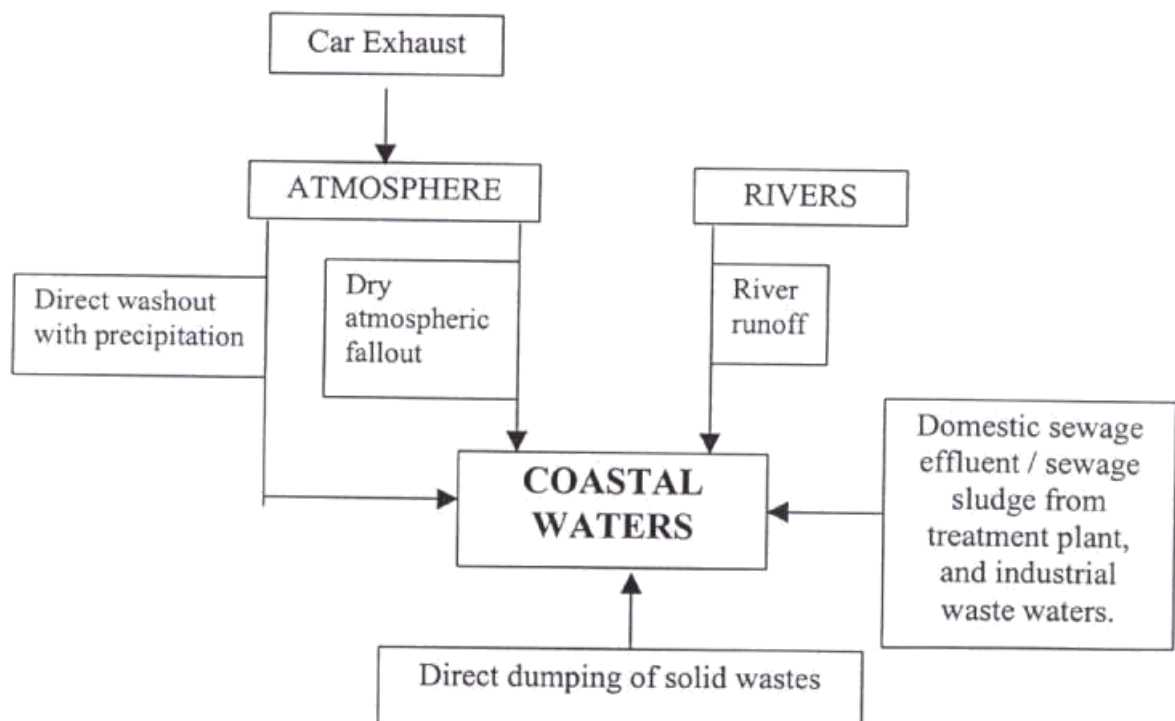 Car Exhaust
ATMOSPHERE
RIVERS
Direct washout
with precipitation
Dry
atmospheric
fallout
River
runoff
Domestic sewage
effluent / sewage
sludge from
treatment plant,
and industrial
waste waters.
COASTAL
WATERS
Direct dumping of solid wastes